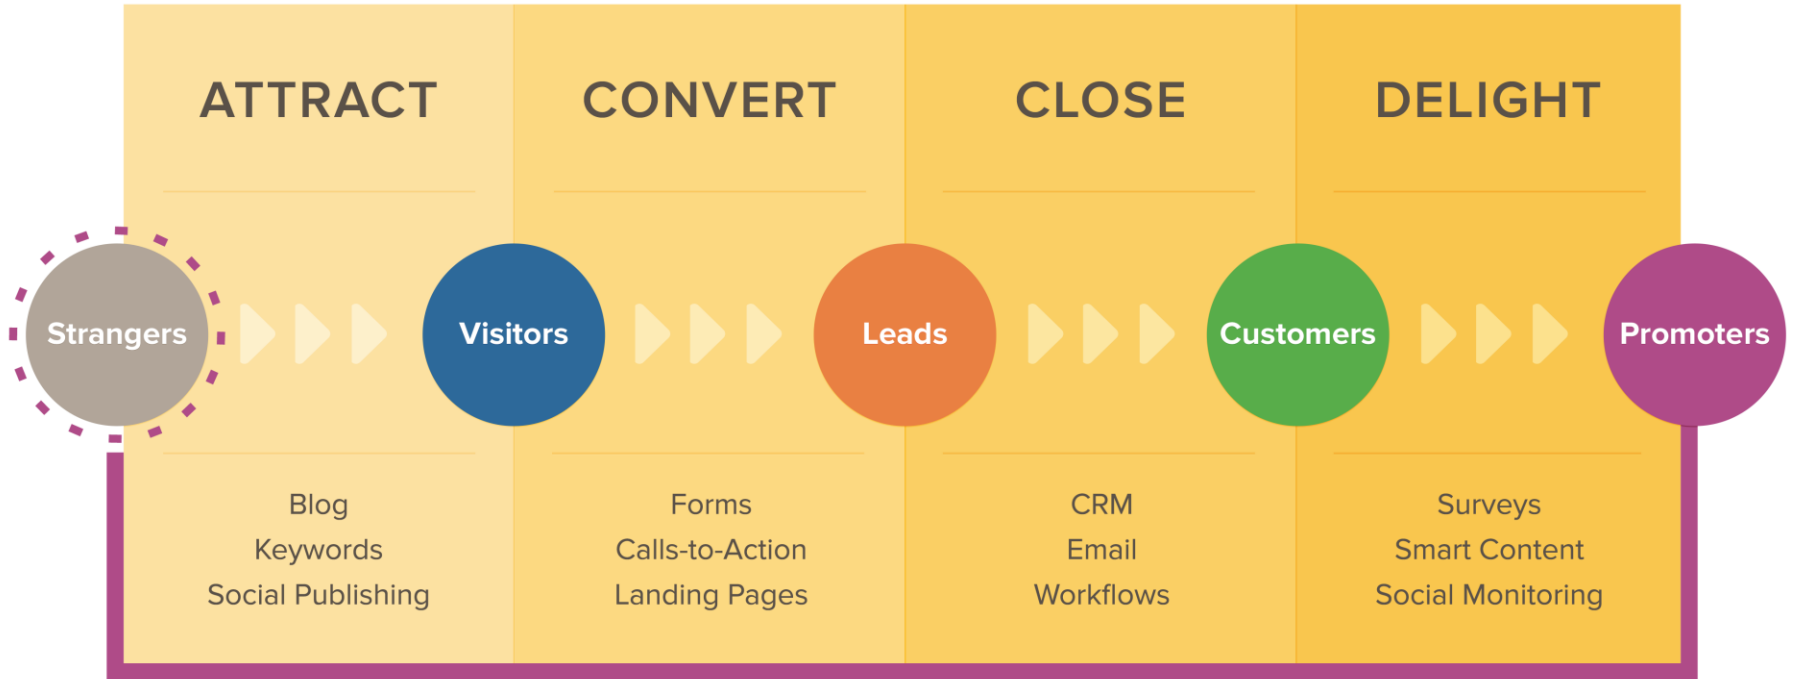 ATTRACT
CONVERT
CLOSE
DELIGHT
Strangers
Visitors
Leads
Customers
Promoters
Blog
Keywords
Social Publishing
Forms
Calls-to-Action
Landing Pages
CRM
Email
Workflows
Surveys
Smart Content
Social Monitoring